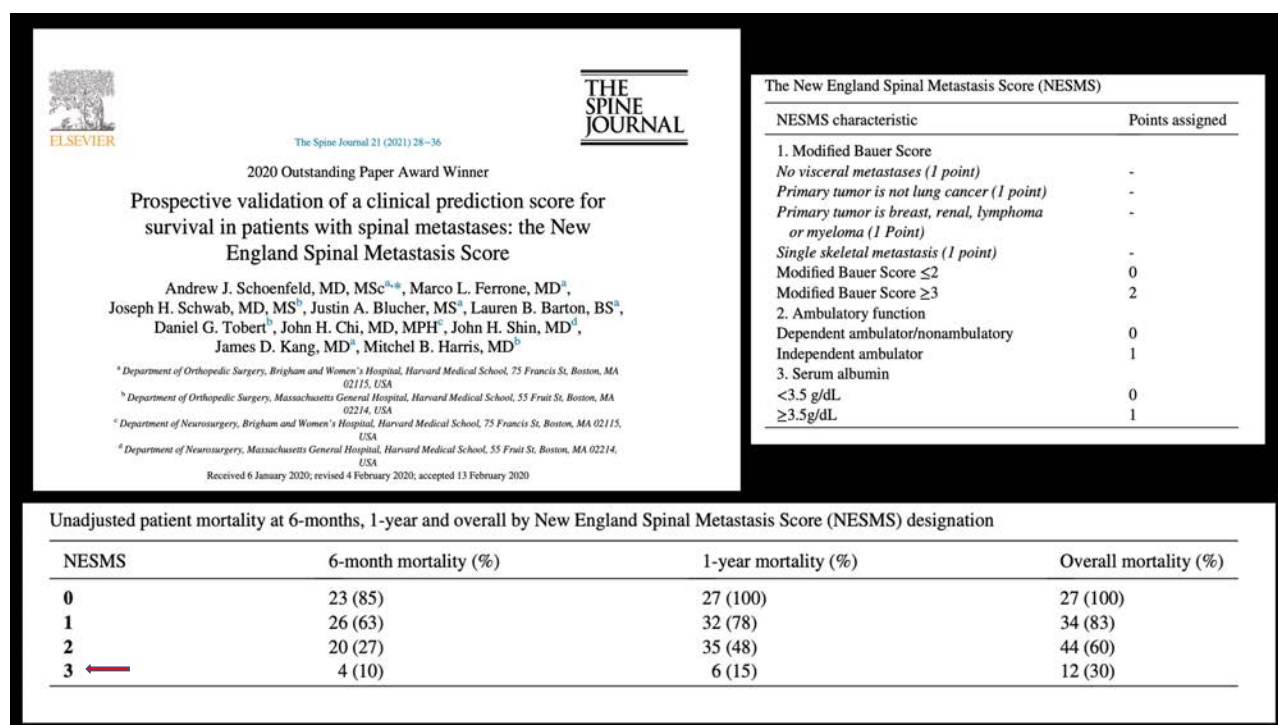 ELSEVIER
THE
SPINE
JOURNAL
The Spine Journal 21 (2021) 28−36
2020 Outstanding Paper Award Winner
Prospective validation of a clinical prediction score for
survival in patients with spinal metastases: the New
England Spinal Metastasis Score
Andrew J. Schoenfeld, MD, MSc^a,*, Marco L. Ferrone, MD^a,
Joseph H. Schwab, MD, MS^b, Justin A. Blucher, MS^a, Lauren B. Barton, BS^a,
Daniel G. Tobert^b, John H. Chi, MD, MPH^c, John H. Shin, MD^d,
James D. Kang, MD^a, Mitchel B. Harris, MD^b
^a Department of Orthopedic Surgery, Brigham and Women's Hospital, Harvard Medical School, 75 Francis St, Boston, MA
02115, USA
^b Department of Orthopedic Surgery, Massachusetts General Hospital, Harvard Medical School, 55 Fruit St, Boston, MA
02214, USA
^c Department of Neurosurgery, Brigham and Women's Hospital, Harvard Medical School, 75 Francis St, Boston, MA 02115,
USA
^d Department of Neurosurgery, Massachusetts General Hospital, Harvard Medical School, 55 Fruit St, Boston, MA 02214,
USA
Received 6 January 2020; revised 4 February 2020; accepted 13 February 2020
The New England Spinal Metastasis Score (NESMS)
NESMS characteristic Points assigned
1. Modified Bauer Score
No visceral metastases (1 point) -
Primary tumor is not lung cancer (1 point) -
Primary tumor is breast, renal, lymphoma -
or myeloma (1 Point)
Single skeletal metastasis (1 point) -
Modified Bauer Score ≤2 0
Modified Bauer Score ≥3 2
2. Ambulatory function
Dependent ambulator/nonambulatory 0
Independent ambulator 1
3. Serum albumin
<3.5 g/dL 0
≥3.5g/dL 1
Unadjusted patient mortality at 6-months, 1-year and overall by New England Spinal Metastasis Score (NESMS) designation
NESMS 6-month mortality (%) 1-year mortality (%) Overall mortality (%)
0 23 (85) 27 (100) 27 (100)
1 26 (63) 32 (78) 34 (83)
2 20 (27) 35 (48) 44 (60)
3 4 (10) 6 (15) 12 (30)